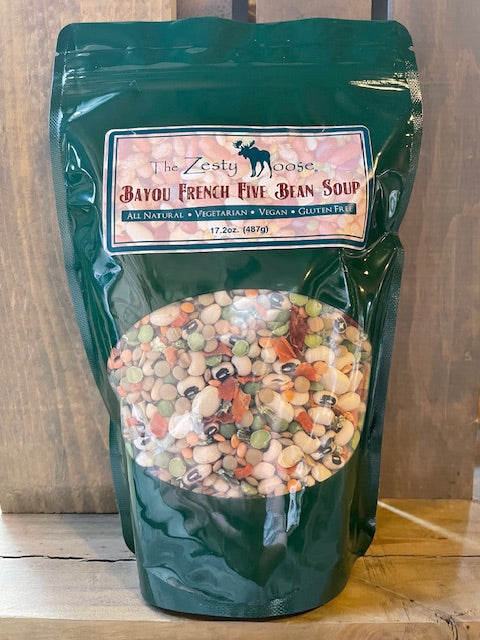 The Zesty Moose®
Bayou French Five Bean Soup
All Natural • Vegetarian • Vegan • Gluten Free
17.2oz. (487g)